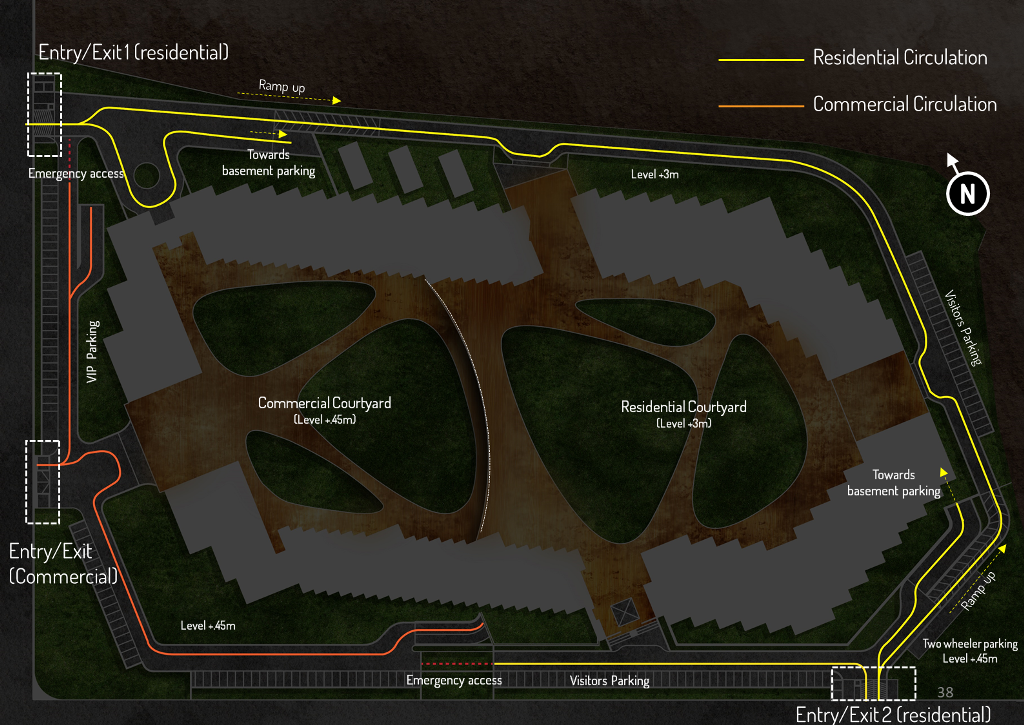 Entry/Exit 1 (residential)
Residential Circulation
Ramp up
Commercial Circulation
Towards
basement parking
Emergency access
Level +3m
N
Visitors Parking
VIP Parking
Commercial Courtyard
(Level +.45m)
Residential Courtyard
(Level +3m)
Towards
basement parking
Entry/Exit
(Commercial)
Ramp up
Level +.45m
Two wheeler parking
Level +.45m
Emergency access
Visitors Parking
38
Entry/Exit 2 (residential)